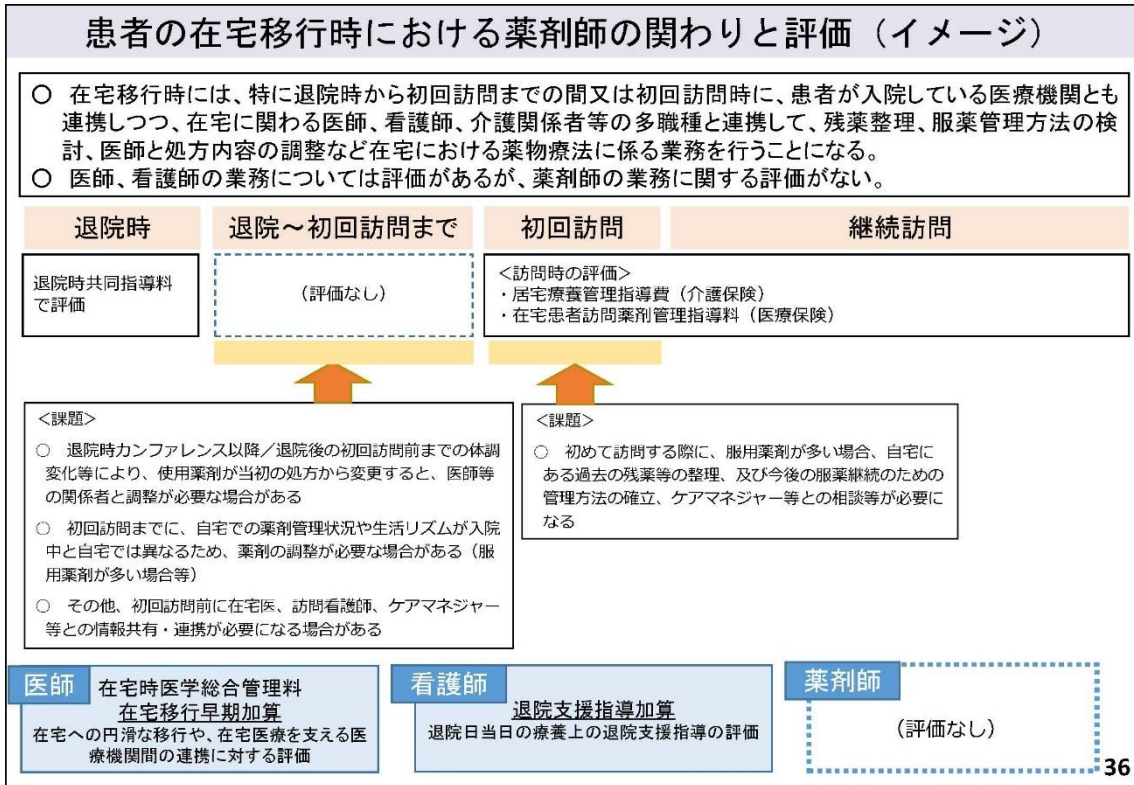 患者の在宅移行時における薬剤師の関わりと評価（イメージ）
○ 在宅移行時には、特に退院時から初回訪問までの間又は初回訪問時に、患者が入院している医療機関とも
連携しつつ、在宅に関わる医師、看護師、介護関係者等の多職種と連携して、残薬整理、服薬管理方法の検
討、医師と処方内容の調整など在宅における薬物療法に係る業務を行うことになる。
○ 医師、看護師の業務については評価があるが、薬剤師の業務に関する評価がない。
退院時
退院～初回訪問まで
初回訪問
継続訪問
退院時共同指導料
で評価
（評価なし）
＜訪問時の評価＞
・居宅療養管理指導費（介護保険）
・在宅患者訪問薬剤管理指導料（医療保険）
＜課題＞
○ 退院時カンファレンス以降／退院後の初回訪問前までの体調
変化等により、使用薬剤が当初の処方から変更すると、医師等
の関係者と調整が必要な場合がある
○ 初回訪問までに、自宅での薬剤管理状況や生活リズムが入院
中と自宅では異なるため、薬剤の調整が必要な場合がある（服
用薬剤が多い場合等）
○ その他、初回訪問前に在宅医、訪問看護師、ケアマネジャー
等との情報共有・連携が必要になる場合がある
＜課題＞
○ 初めて訪問する際に、服用薬剤が多い場合、自宅に
ある過去の残薬等の整理、及び今後の服薬継続のための
管理方法の確立、ケアマネジャー等との相談等が必要に
なる
医師
在宅時医学総合管理料
在宅移行早期加算
在宅への円滑な移行や、在宅医療を支える医
療機関間の連携に対する評価
看護師
退院支援指導加算
退院日当日の療養上の退院支援指導の評価
薬剤師
（評価なし）
36